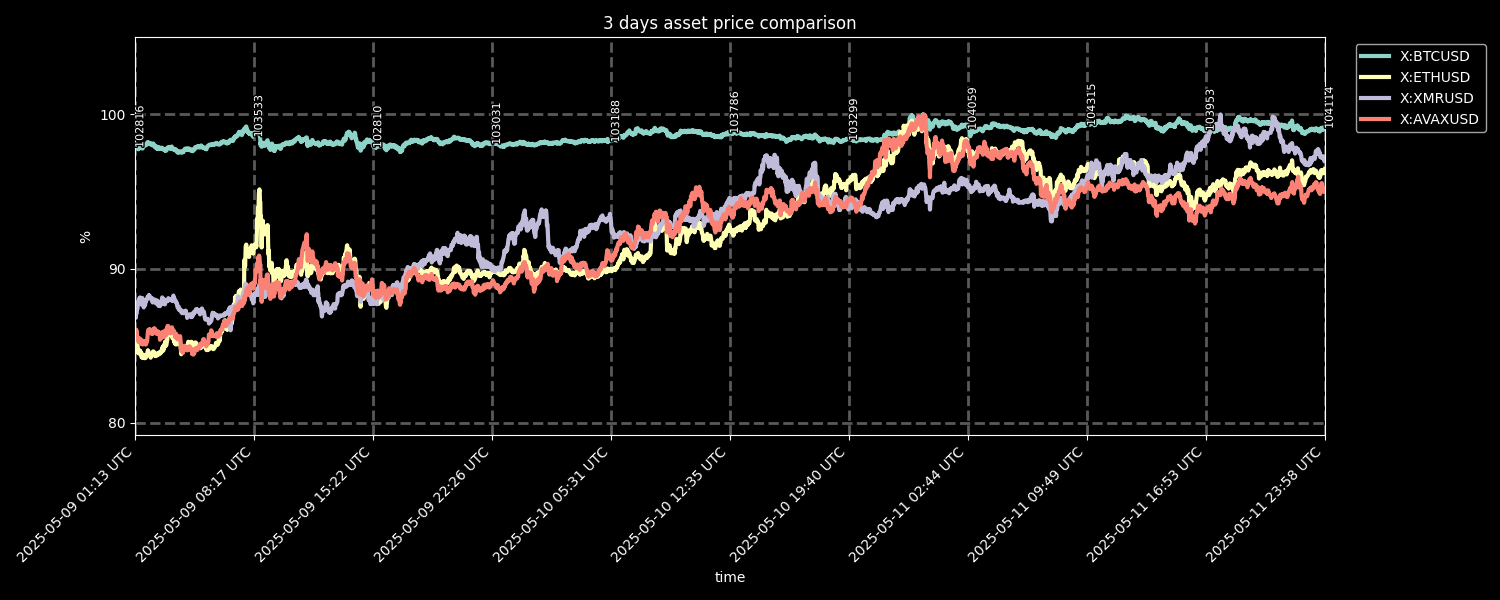 3 days asset price comparison
X:BTCUSD
X:ETHUSD
X:XMRUSD
X:AVAXUSD
%
100
90
80
102816
103533
102810
103031
103188
103786
103299
104059
104315
103953
104114
2025-05-09 01:13 UTC
2025-05-09 08:17 UTC
2025-05-09 15:22 UTC
2025-05-09 22:26 UTC
2025-05-10 05:31 UTC
2025-05-10 12:35 UTC
2025-05-10 19:40 UTC
2025-05-11 02:44 UTC
2025-05-11 09:49 UTC
2025-05-11 16:53 UTC
2025-05-11 23:58 UTC
time